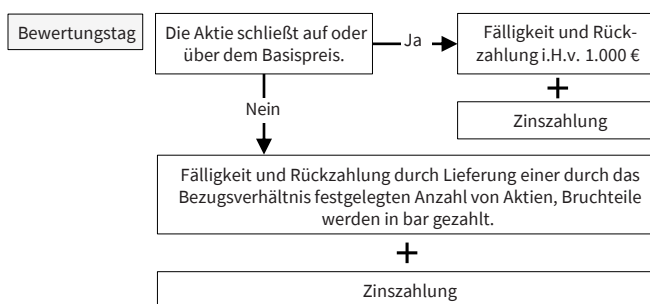 Bewertungstag
Die Aktie schließt auf oder
über dem Basispreis.
Ja
Fälligkeit und Rück-
zahlung i.H.v. 1.000 €
+
Zinszahlung
Nein
Fälligkeit und Rückzahlung durch Lieferung einer durch das
Bezugsverhältnis festgelegten Anzahl von Aktien, Bruchteile
werden in bar gezahlt.
+
Zinszahlung